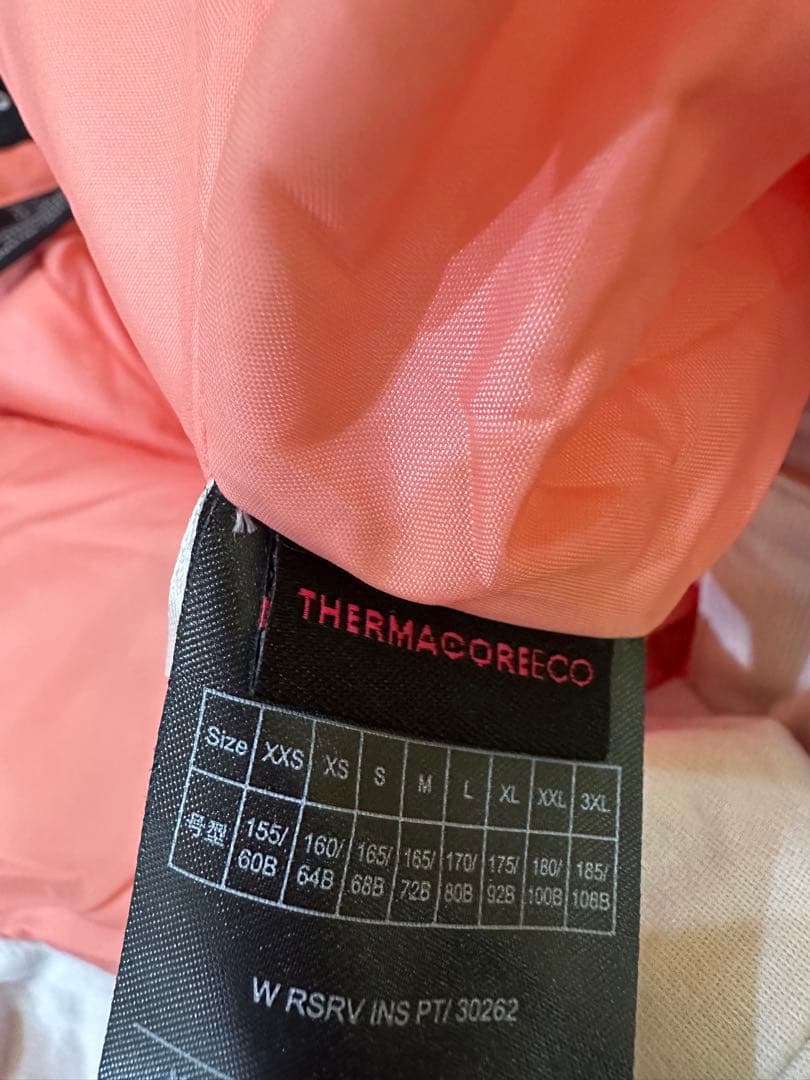 THERMACOREECO
Size XXS XS S M L XL XXL 3XL
号型 155/ 160/ 165/ 165/ 170/ 175/ 180/ 185/
60B 64B 68B 72B 80B 92B 100B 108B
W RSRV INS PT/ 30262